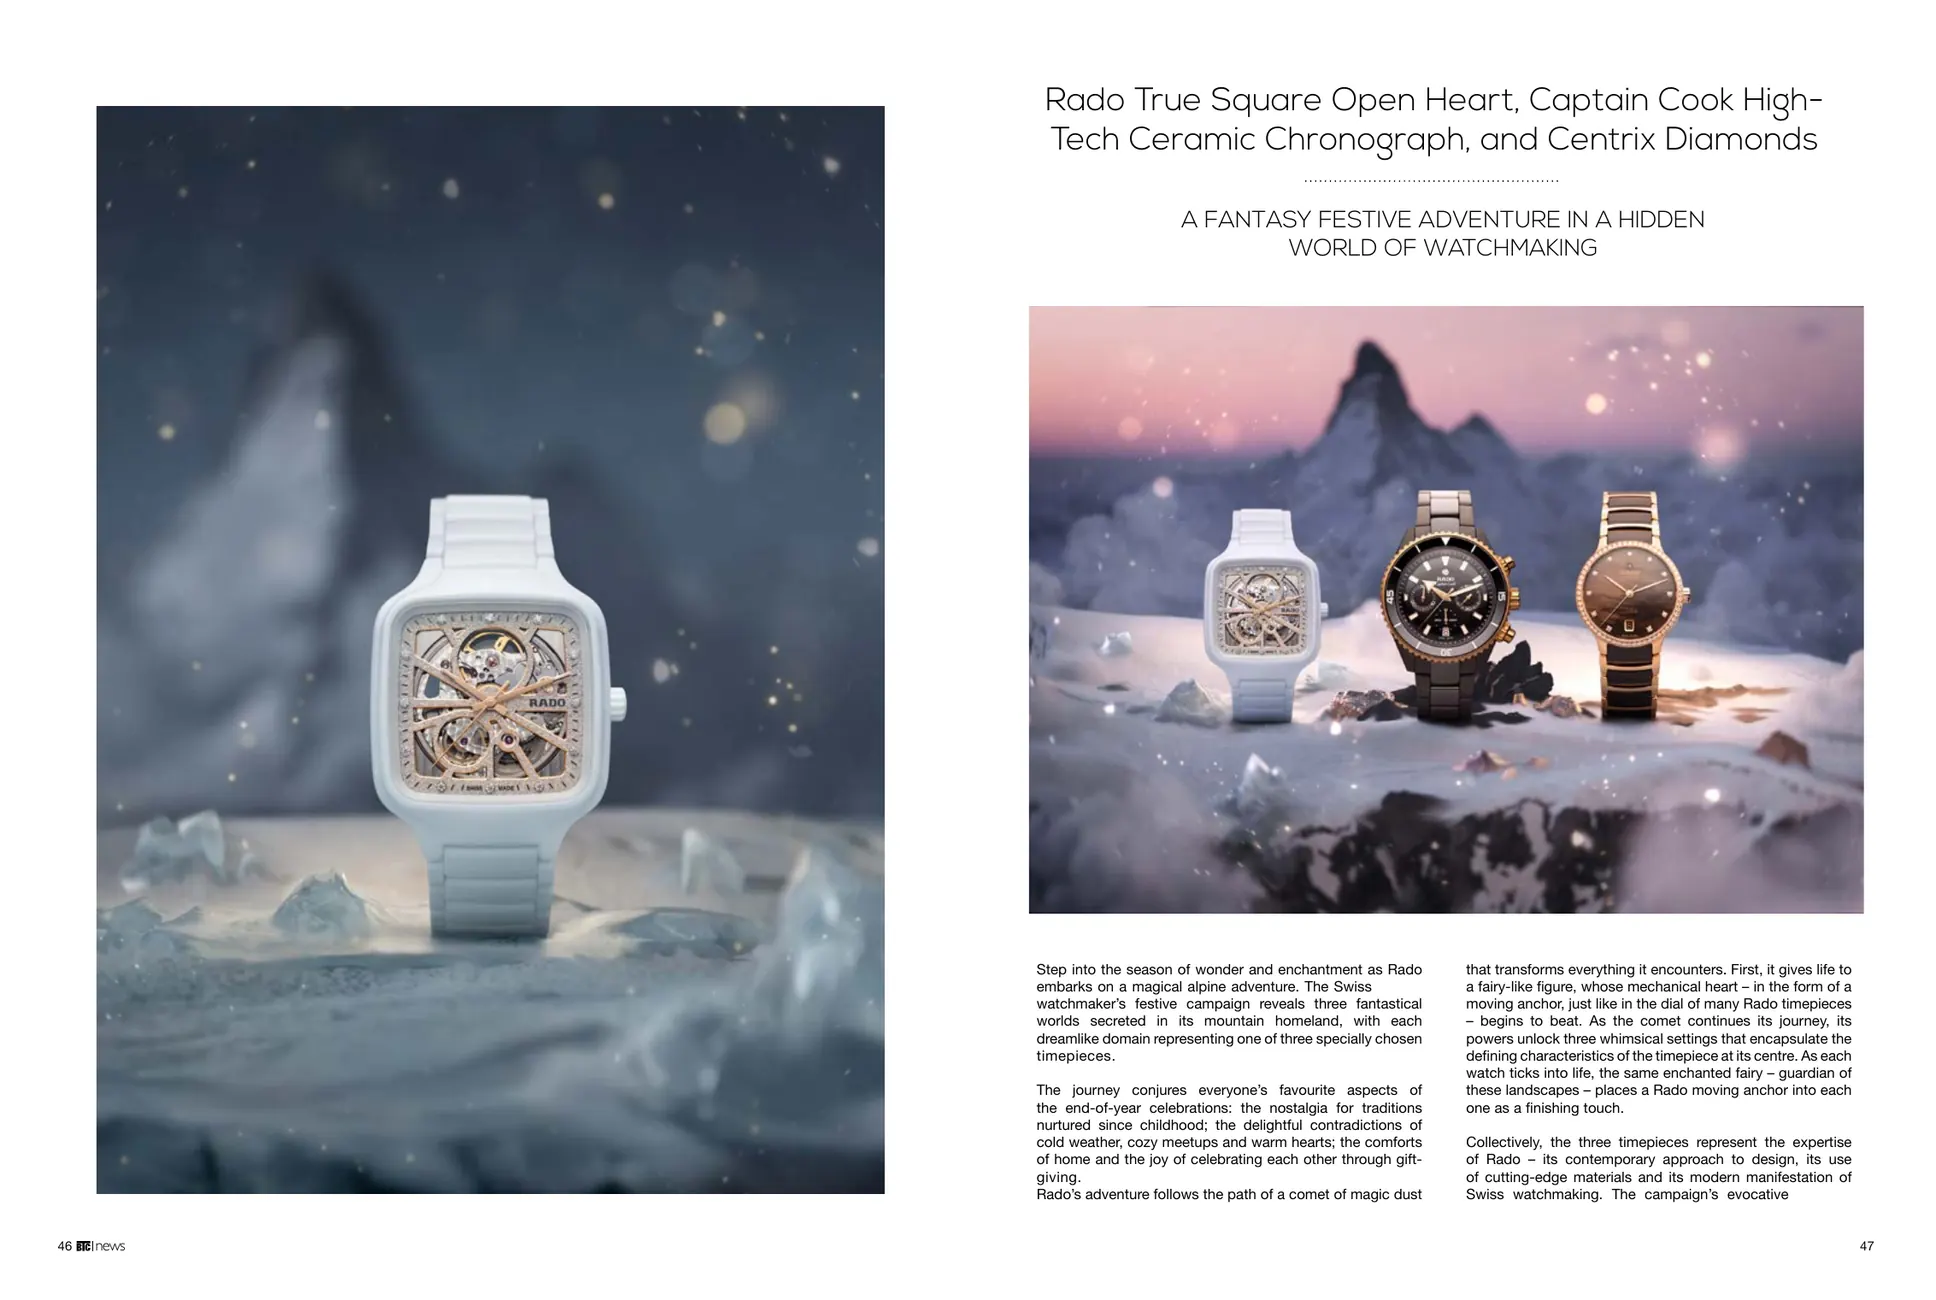 RADO
SWISS MADE
46 BTC|news
Rado True Square Open Heart, Captain Cook High-
Tech Ceramic Chronograph, and Centrix Diamonds
A FANTASY FESTIVE ADVENTURE IN A HIDDEN
WORLD OF WATCHMAKING
RADO
RADO
45
15
30
Step into the season of wonder and enchantment as Rado
embarks on a magical alpine adventure. The Swiss
watchmaker’s festive campaign reveals three fantastical
worlds secreted in its mountain homeland, with each
dreamlike domain representing one of three specially chosen
timepieces.
The journey conjures everyone’s favourite aspects of
the end-of-year celebrations: the nostalgia for traditions
nurtured since childhood; the delightful contradictions of
cold weather, cozy meetups and warm hearts; the comforts
of home and the joy of celebrating each other through gift-
giving.
Rado’s adventure follows the path of a comet of magic dust
that transforms everything it encounters. First, it gives life to
a fairy-like figure, whose mechanical heart – in the form of a
moving anchor, just like in the dial of many Rado timepieces
– begins to beat. As the comet continues its journey, its
powers unlock three whimsical settings that encapsulate the
defining characteristics of the timepiece at its centre. As each
watch ticks into life, the same enchanted fairy – guardian of
these landscapes – places a Rado moving anchor into each
one as a finishing touch.
Collectively, the three timepieces represent the expertise
of Rado – its contemporary approach to design, its use
of cutting-edge materials and its modern manifestation of
Swiss watchmaking. The campaign’s evocative
47